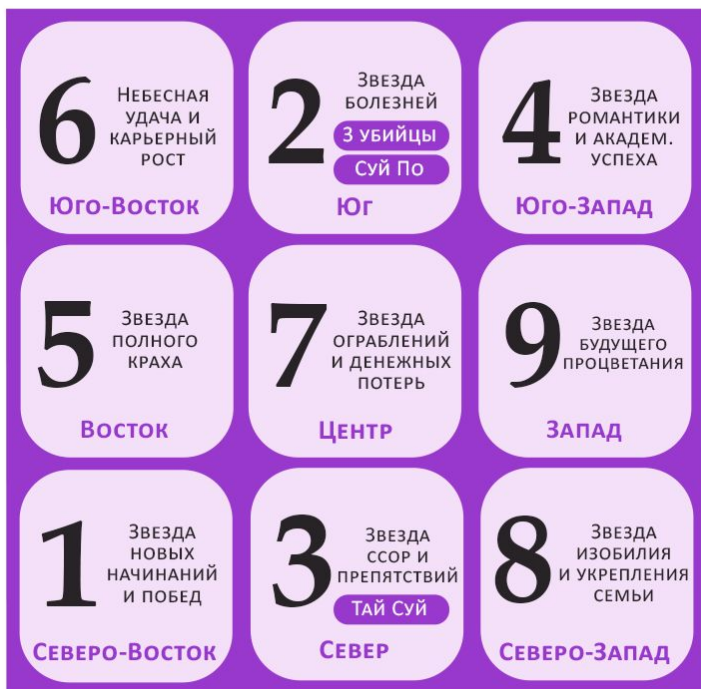 6
Небесная
удача и
карьерный
рост
Юго-Восток
2
Звезда
болезней
3 убийцы
Суй По
Юг
4
Звезда
романтики
и академ.
успеха
Юго-Запад
5
Звезда
полного
краха
Восток
7
Звезда
ограблений
и денежных
потерь
Центр
9
Звезда
будущего
процветания
Запад
1
Звезда
новых
начинаний
и побед
Северо-Восток
3
Звезда
ссор и
препятствий
Тай Суй
Север
8
Звезда
изобилия
и укрепления
семьи
Северо-Запад